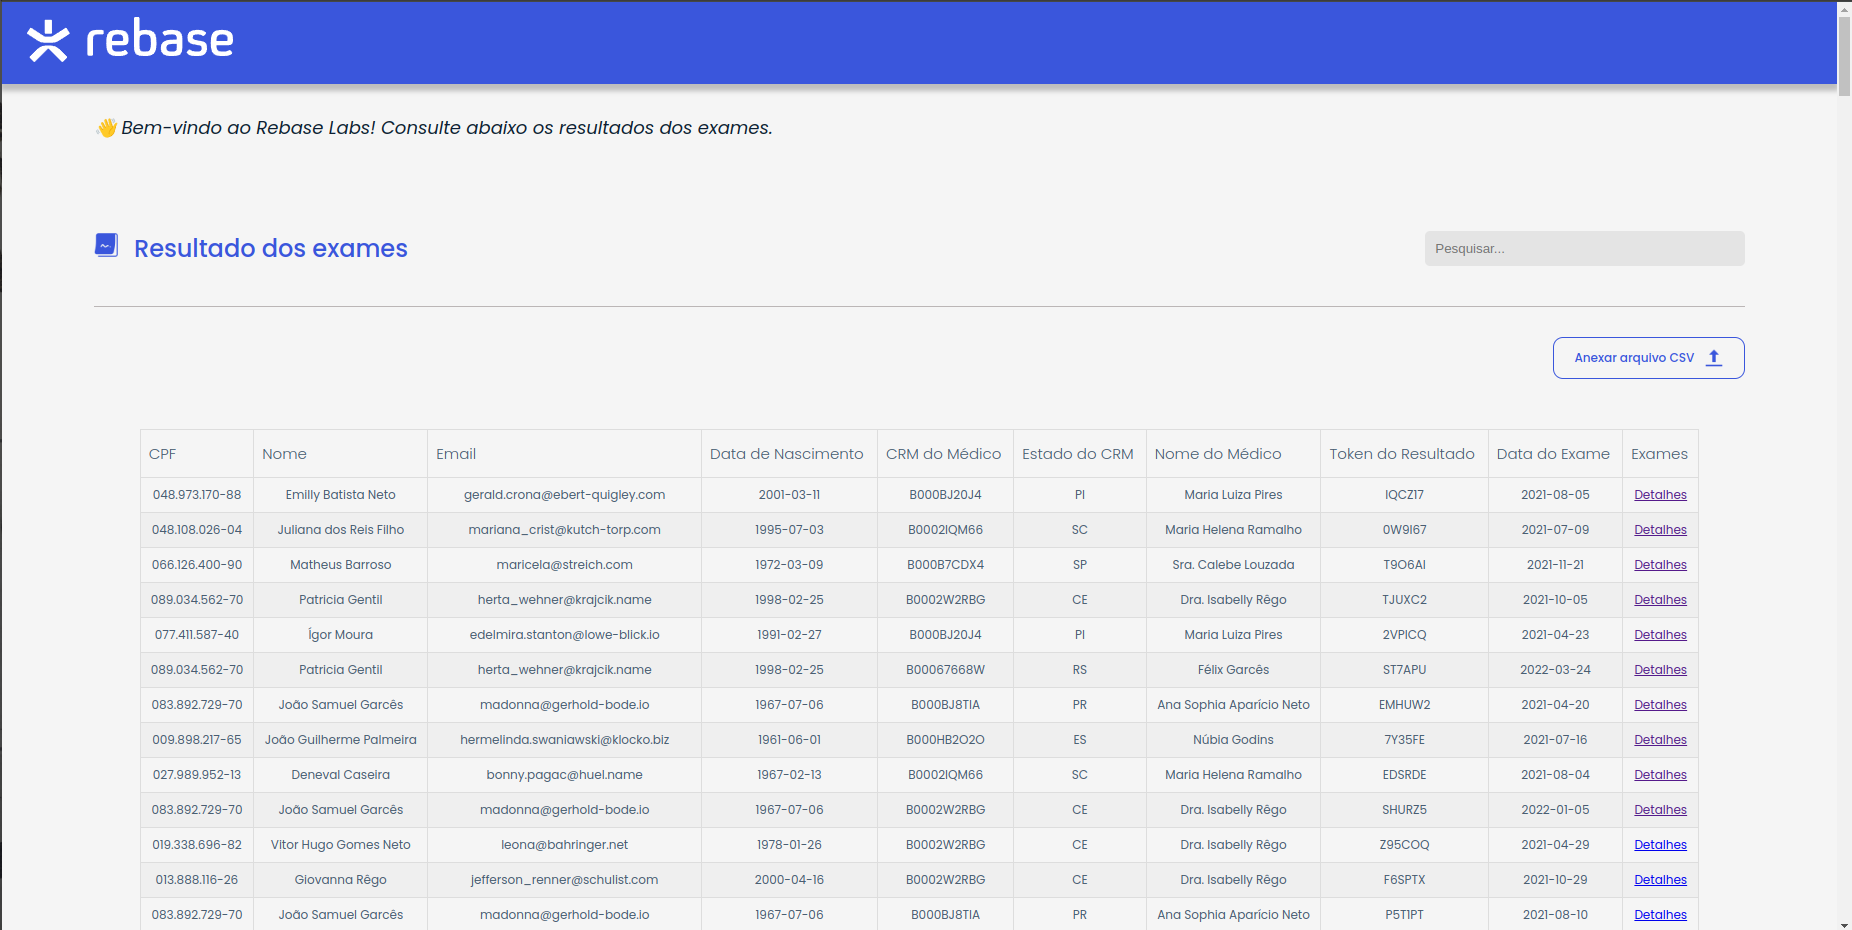 rebase
👋 Bem-vindo ao Rebase Labs! Consulte abaixo os resultados dos exames.
Resultado dos exames
Pesquisar...
Anexar arquivo CSV
CPF Nome Email Data de Nascimento CRM do Médico Estado do CRM Nome do Médico Token do Resultado Data do Exame Exames
048.973.170-88 Emilly Batista Neto gerald.crona@ebert-quigley.com 2001-03-11 B000BJ20J4 PI Maria Luiza Pires IQCZ17 2021-08-05 Detalhes
048.108.026-04 Juliana dos Reis Filho mariana_crist@kutch-torp.com 1995-07-03 B0002IQM66 SC Maria Helena Ramalho 0W9I67 2021-07-09 Detalhes
066.126.400-90 Matheus Barroso maricela@streich.com 1972-03-09 B000B7CDX4 SP Sra. Calebe Louzada T9O6AI 2021-11-21 Detalhes
089.034.562-70 Patricia Gentil herta_wehner@krajcik.name 1998-02-25 B0002W2RBG CE Dra. Isabelly Rêgo TJUXC2 2021-10-05 Detalhes
077.411.587-40 Ígor Moura edelmira.stanton@lowe-blick.io 1991-02-27 B000BJ20J4 PI Maria Luiza Pires 2VPICQ 2021-04-23 Detalhes
089.034.562-70 Patricia Gentil herta_wehner@krajcik.name 1998-02-25 B00067668W RS Félix Garcês ST7APU 2022-03-24 Detalhes
083.892.729-70 João Samuel Garcês madonna@gerhold-bode.io 1967-07-06 B000BJ8TIA PR Ana Sophia Aparício Neto EMHUW2 2021-04-20 Detalhes
009.898.217-65 João Guilherme Palmeira hermelinda.swaniawski@klocko.biz 1961-06-01 B000HB2O2O ES Núbia Godins 7Y35FE 2021-07-16 Detalhes
027.989.952-13 Deneval Caseira bonny.pagac@huel.name 1967-02-13 B0002IQM66 SC Maria Helena Ramalho EDSRDE 2021-08-04 Detalhes
083.892.729-70 João Samuel Garcês madonna@gerhold-bode.io 1967-07-06 B0002W2RBG CE Dra. Isabelly Rêgo SHURZ5 2022-01-05 Detalhes
019.338.696-82 Vitor Hugo Gomes Neto leona@bahringer.net 1978-01-26 B0002W2RBG CE Dra. Isabelly Rêgo Z95COQ 2021-04-29 Detalhes
013.888.116-26 Giovanna Rêgo jefferson_renner@schulist.com 2000-04-16 B0002W2RBG CE Dra. Isabelly Rêgo F6SPTX 2021-10-29 Detalhes
083.892.729-70 João Samuel Garcês madonna@gerhold-bode.io 1967-07-06 B000BJ8TIA PR Ana Sophia Aparício Neto P5T1PT 2021-08-10 Detalhes